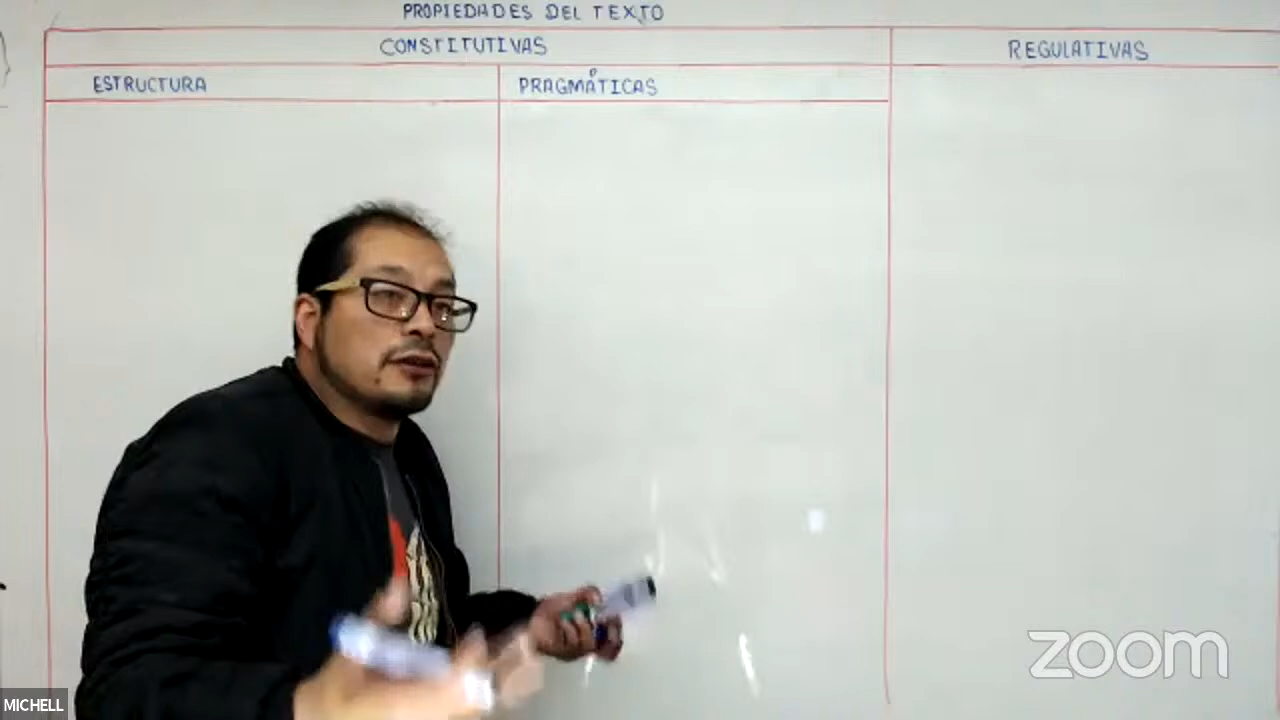 PROPIEDADES DEL TEXTO
CONSTITUTIVAS
REGULATIVAS
ESTRUCTURA
PRAGMÁTICAS
zoom
MICHELL